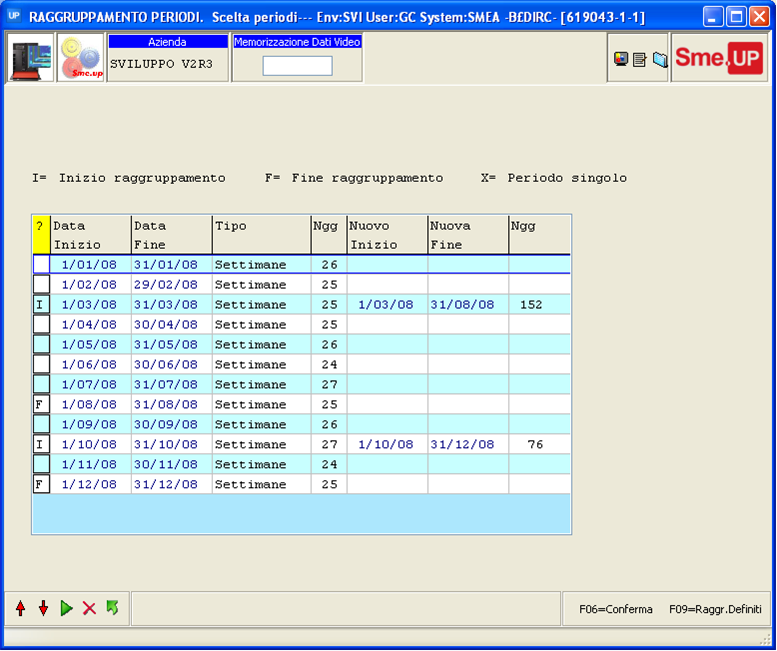 UP RAGGRUPPAMENTO PERIODI. Scelta periodi--- Env:SVI User:GC System:SMEA -B£DIRC- [619043-1-1]
Sme.up
Azienda
SVILUPPO V2R3
Memorizzazione Dati Video
Sme.UP
I= Inizio raggruppamento F= Fine raggruppamento X= Periodo singolo
? Data Data Tipo Ngg Nuovo Nuova Ngg
Inizio Fine Inizio Fine
1/01/08 31/01/08 Settimane 26
1/02/08 29/02/08 Settimane 25
I 1/03/08 31/03/08 Settimane 25 1/03/08 31/08/08 152
1/04/08 30/04/08 Settimane 25
1/05/08 31/05/08 Settimane 26
1/06/08 30/06/08 Settimane 24
1/07/08 31/07/08 Settimane 27
F 1/08/08 31/08/08 Settimane 25
1/09/08 30/09/08 Settimane 26
I 1/10/08 31/10/08 Settimane 27 1/10/08 31/12/08 76
1/11/08 30/11/08 Settimane 24
F 1/12/08 31/12/08 Settimane 25
F06=Conferma F09=Raggr.Definiti